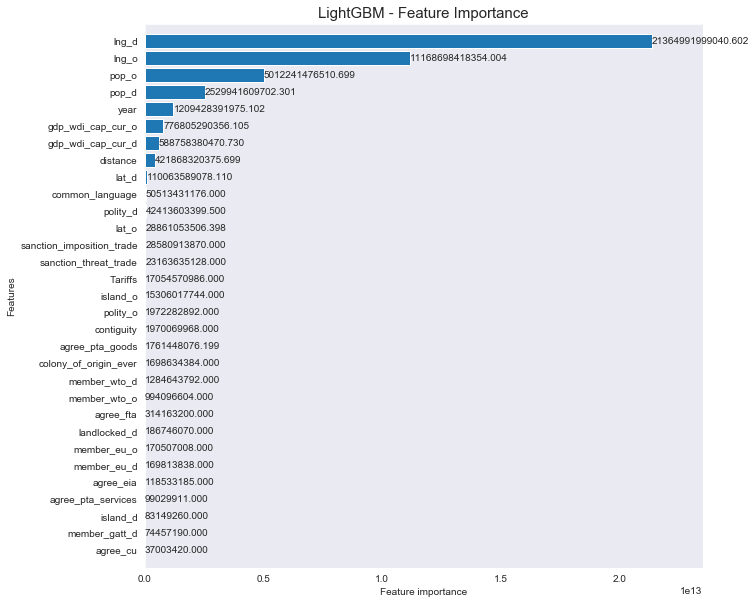 LightGBM - Feature Importance
lng_d 21364991999040.602
lng_o 11168698418354.004
pop_o 5012241476510.699
pop_d 2529941609702.301
year 1209428391975.102
gdp_wdi_cap_cur_o 776805290356.105
gdp_wdi_cap_cur_d 588758380470.730
distance 421868320375.699
lat_d 110063589078.110
common_language 50513431176.000
polity_d 42413603399.500
lat_o 28861053506.398
sanction_imposition_trade 28580913870.000
sanction_threat_trade 23163635128.000
Tariffs 17054570986.000
island_o 15306017744.000
polity_o 1972282892.000
contiguity 1970069968.000
agree_pta_goods 1761448076.199
colony_of_origin_ever 1698634384.000
member_wto_d 1284643792.000
member_wto_o 994096604.000
agree_fta 314163200.000
landlocked_d 186746070.000
member_eu_o 170507008.000
member_eu_d 169813838.000
agree_eia 118533185.000
agree_pta_services 99029911.000
island_d 83149260.000
member_gatt_d 74457190.000
agree_cu 37003420.000
Features
0.0 0.5 1.0 1.5 2.0
1e13
Feature importance